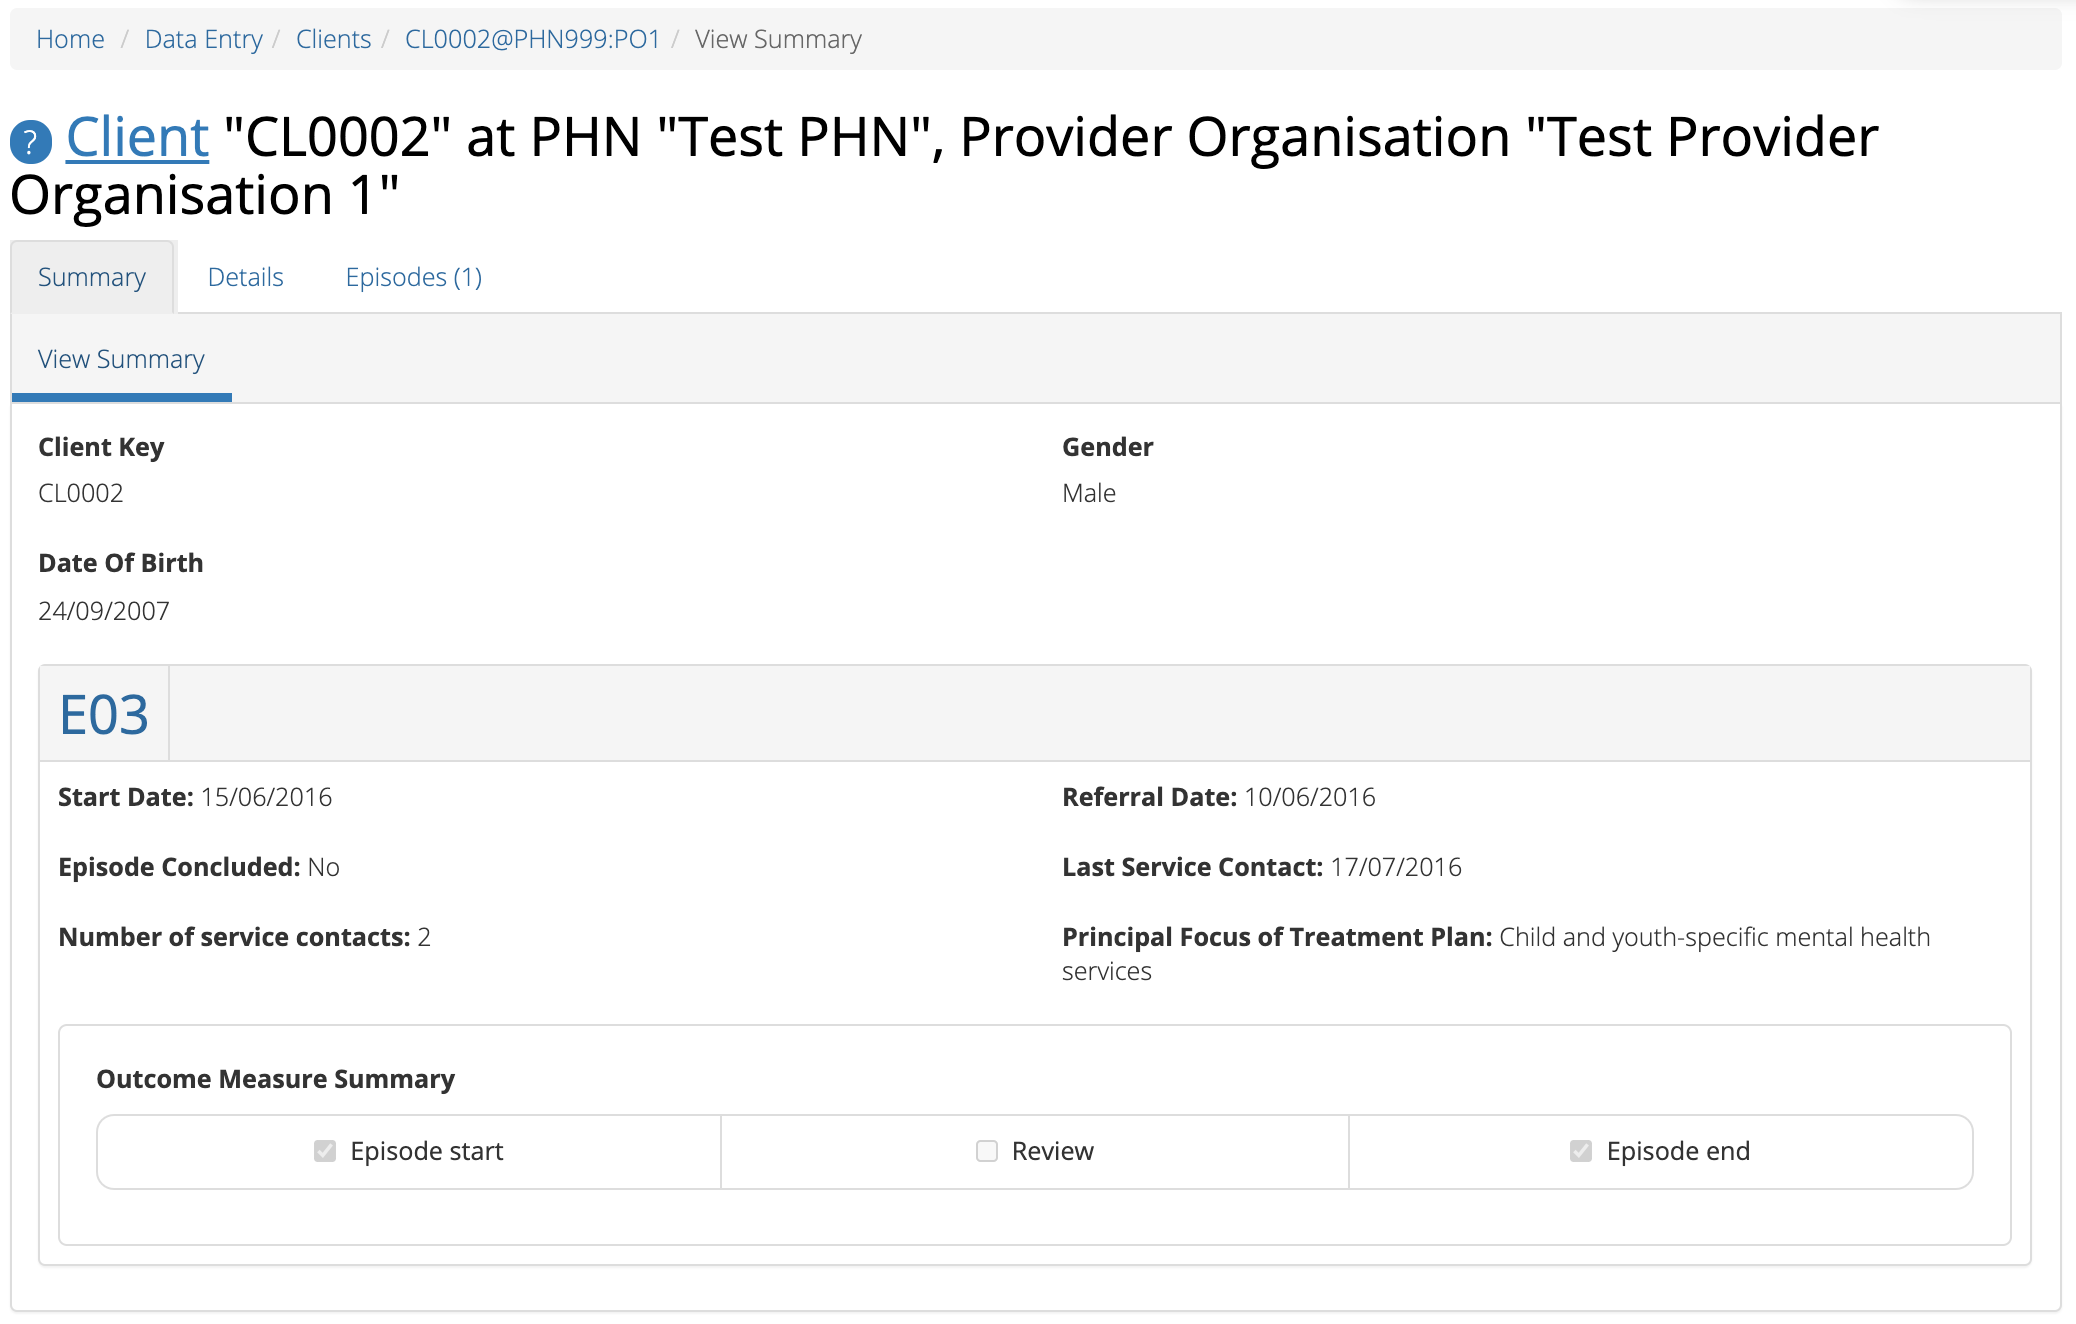 Home / Data Entry / Clients / CL0002@PHN999:PO1 / View Summary
? Client "CL0002" at PHN "Test PHN", Provider Organisation "Test Provider
Organisation 1"
Summary Details Episodes (1)
View Summary
Client Key Gender
CL0002 Male
Date Of Birth
24/09/2007
E03
Start Date: 15/06/2016 Referral Date: 10/06/2016
Episode Concluded: No Last Service Contact: 17/07/2016
Number of service contacts: 2 Principal Focus of Treatment Plan: Child and youth-specific mental health
services
Outcome Measure Summary
Episode start Review Episode end